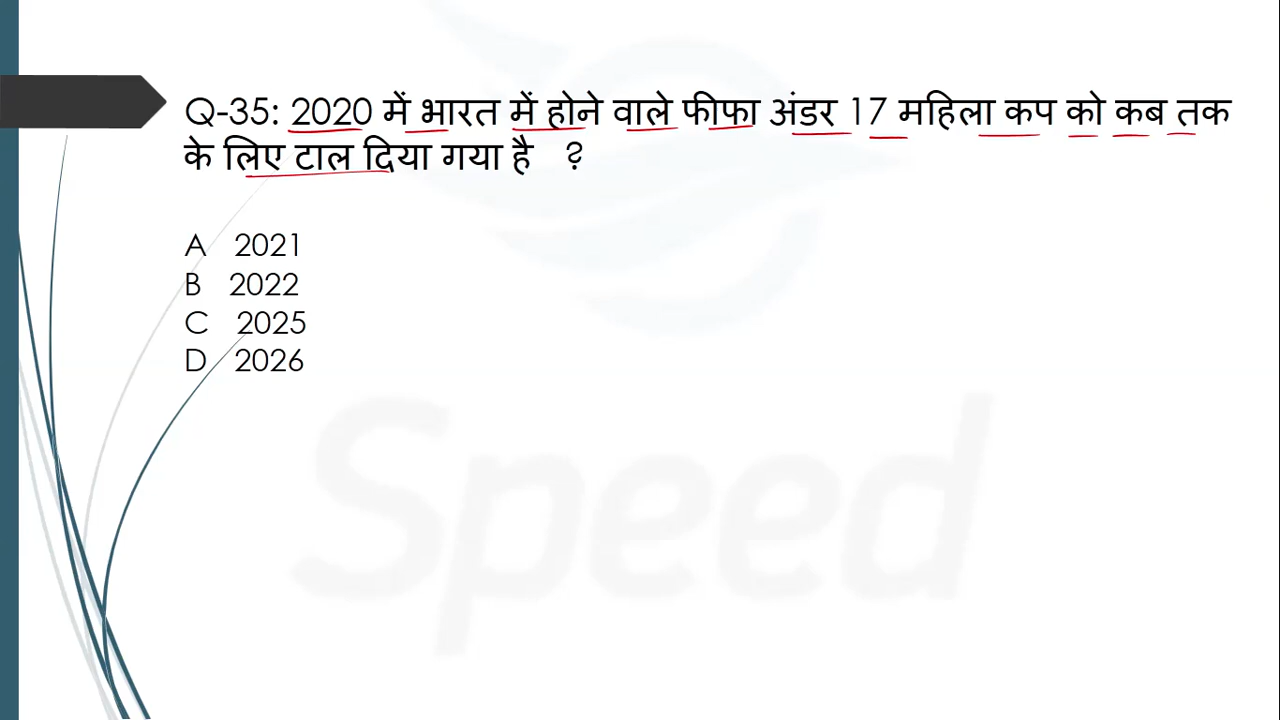 Q-35: 2020 में भारत में होने वाले फीफा अंडर 17 महिला कप को कब तक
के लिए टाल दिया गया है ?
A 2021
B 2022
C 2025
D 2026
Speed